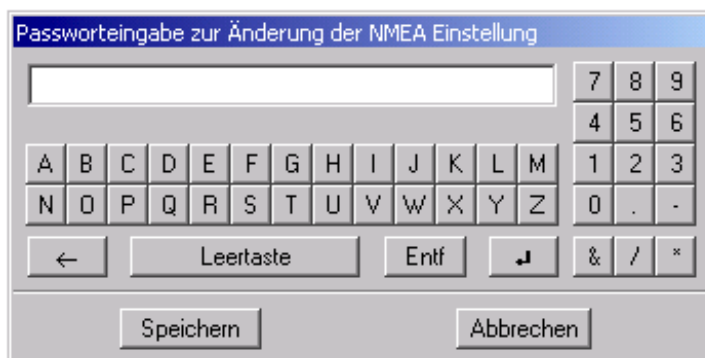 Passworteingabe zur Änderung der NMEA Einstellung
7 8 9
4 5 6
A B C D E F G H I J K L M 1 2 3
N O P Q R S T U V W X Y Z 0 . -
← Leertaste Entf ↵ & / *
Speichern Abbrechen